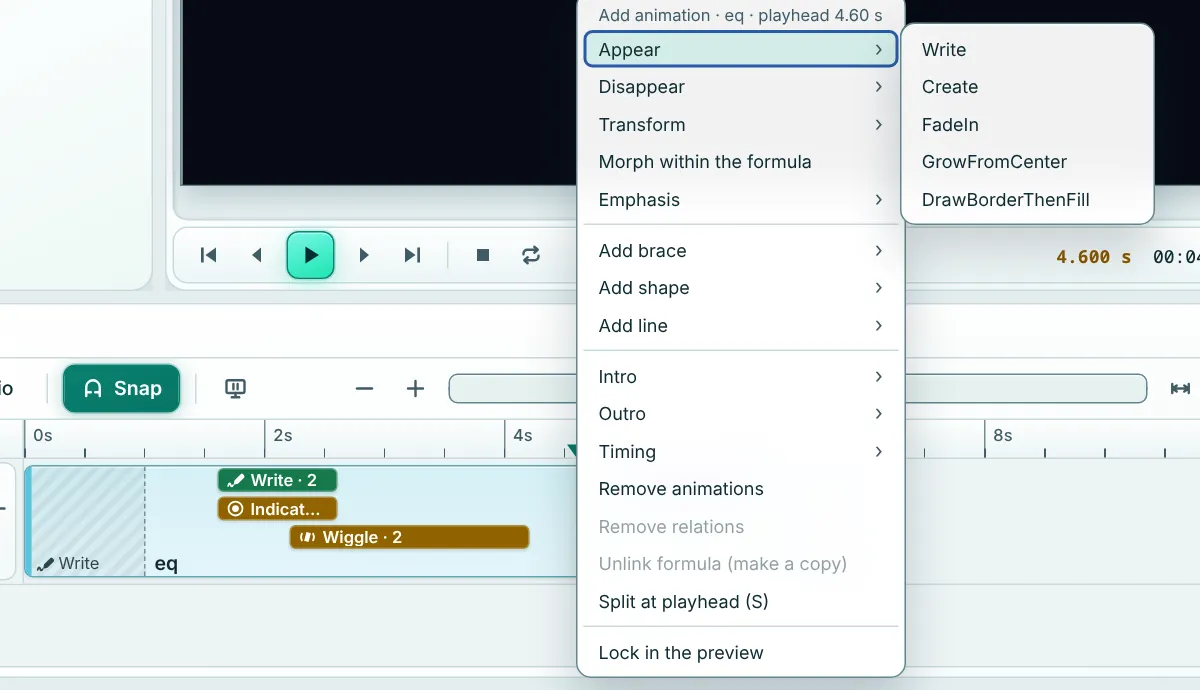 Add animation · eq · playhead 4.60 s
Appear
Disappear
Transform
Morph within the formula
Emphasis
Add brace
Add shape
Add line
Intro
Outro
Timing
Remove animations
Remove relations
Unlink formula (make a copy)
Split at playhead (S)
Lock in the preview
Write
Create
FadeIn
GrowFromCenter
DrawBorderThenFill
4.600 s
Snap
0s
2s
4s
8s
Write · 2
Indicat...
Wiggle · 2
Write
eq